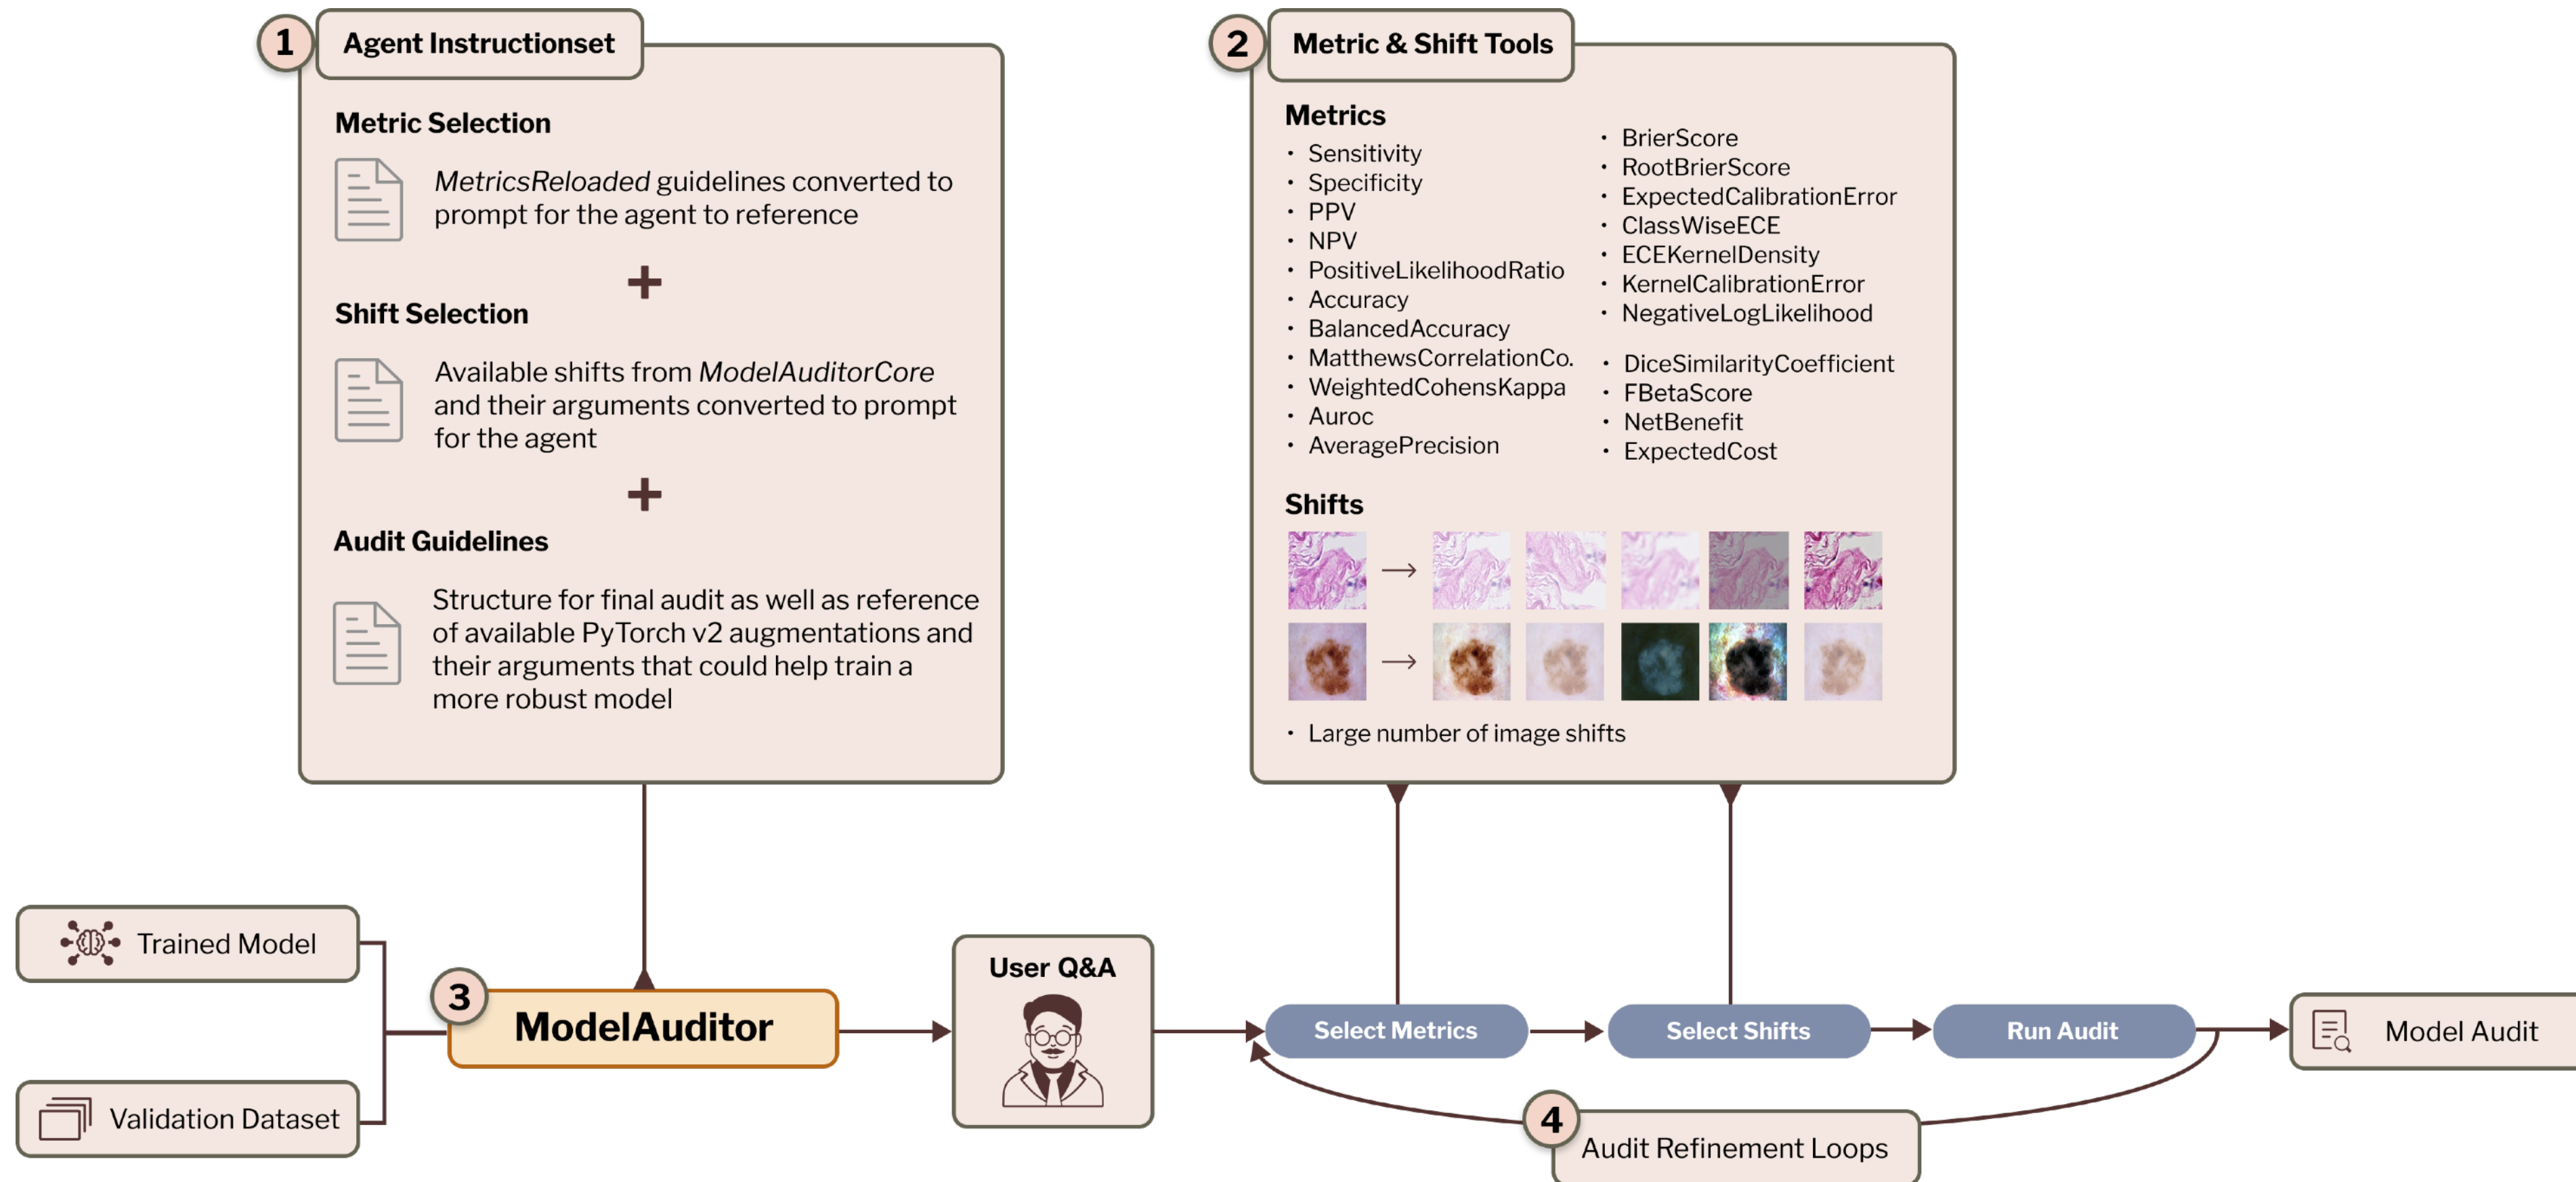 1
Agent Instructionset
Metric Selection
MetricsReloaded guidelines converted to
prompt for the agent to reference
+
Shift Selection
Available shifts from ModelAuditorCore
and their arguments converted to prompt
for the agent
+
Audit Guidelines
Structure for final audit as well as reference
of available PyTorch v2 augmentations and
their arguments that could help train a
more robust model
2
Metric & Shift Tools
Metrics
• Sensitivity
• Specificity
• PPV
• NPV
• PositiveLikelihoodRatio
• Accuracy
• BalancedAccuracy
• MatthewsCorrelationCo.
• WeightedCohensKappa
• Auroc
• AveragePrecision
• BrierScore
• RootBrierScore
• ExpectedCalibrationError
• ClassWiseECE
• ECEKernelDensity
• KernelCalibrationError
• NegativeLogLikelihood
• DiceSimilarityCoefficient
• FBetaScore
• NetBenefit
• ExpectedCost
Shifts
• Large number of image shifts
Trained Model
Validation Dataset
3
ModelAuditor
User Q&A
Select Metrics
Select Shifts
Run Audit
Model Audit
4
Audit Refinement Loops